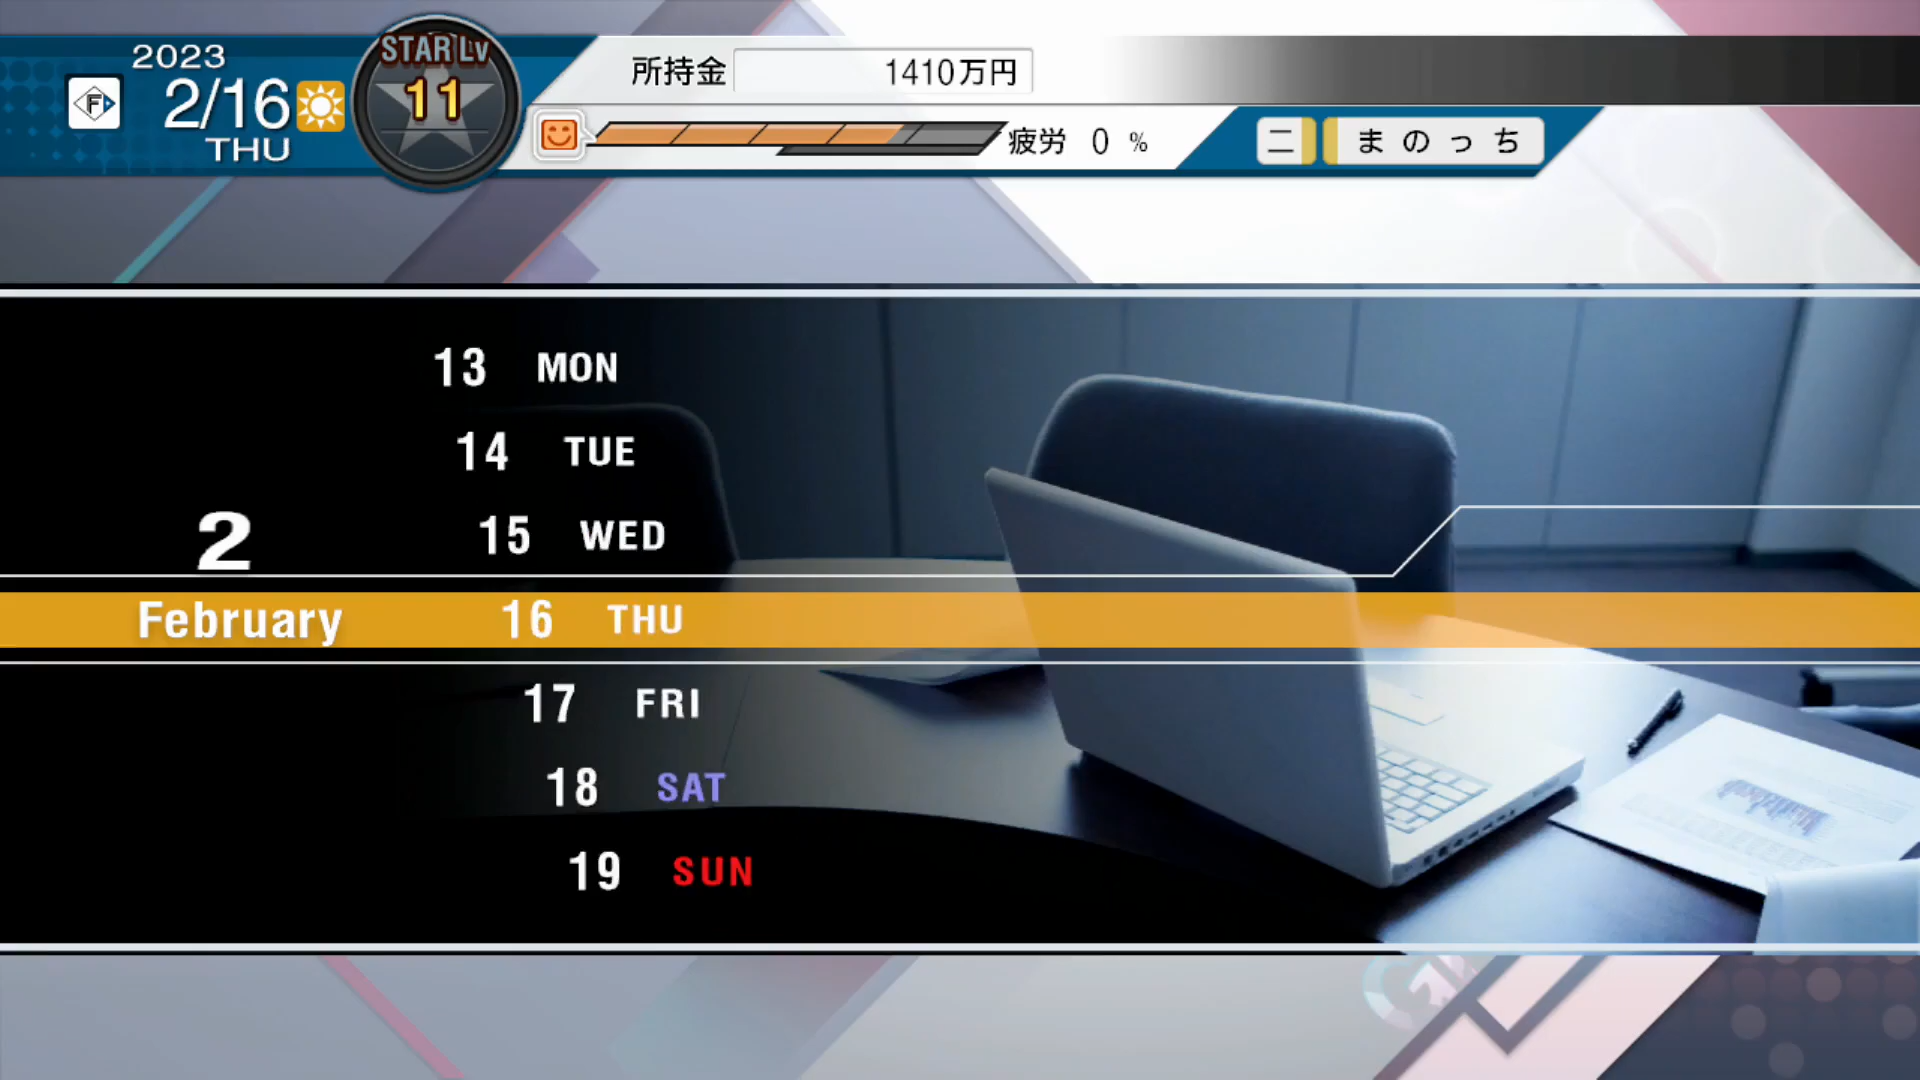 2023
F
2/16
THU
STAR Lv
11
所持金 1410万円
疲労 0 %
二 まのっち
13 MON
14 TUE
15 WED
2
February 16 THU
17 FRI
18 SAT
19 SUN